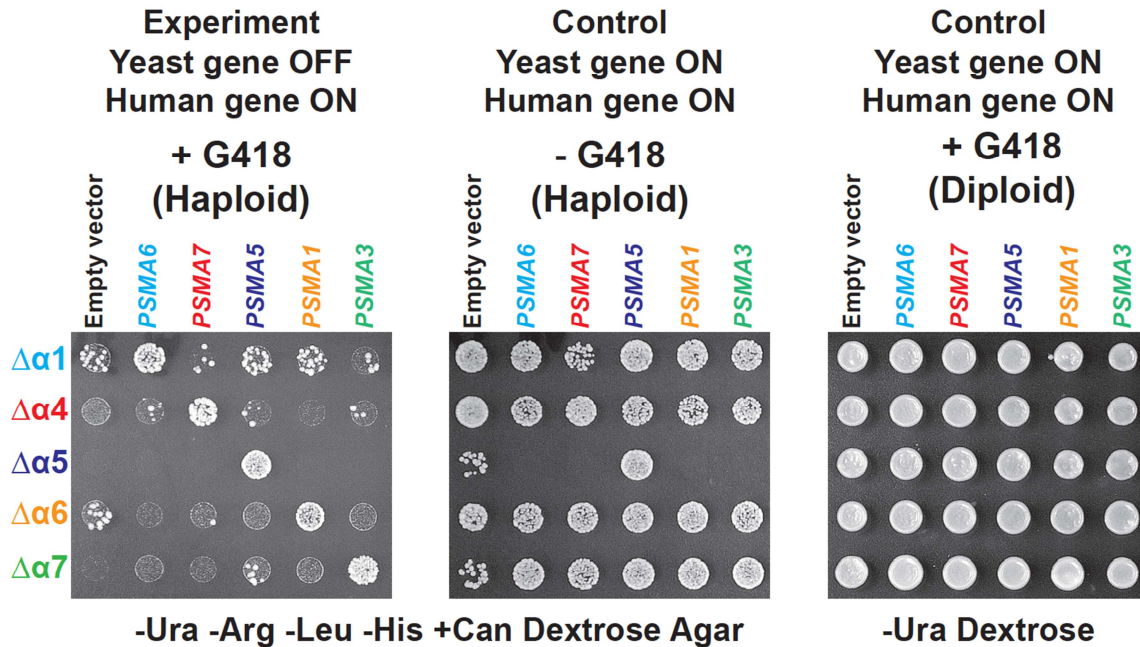 Experiment
Yeast gene OFF
Human gene ON
+ G418
(Haploid)
Empty vector
PSMA6
PSMA7
PSMA5
PSMA1
PSMA3
Control
Yeast gene ON
Human gene ON
- G418
(Haploid)
Empty vector
PSMA6
PSMA7
PSMA5
PSMA1
PSMA3
Control
Yeast gene ON
Human gene ON
+ G418
(Diploid)
Empty vector
PSMA6
PSMA7
PSMA5
PSMA1
PSMA3
Δα1
Δα4
Δα5
Δα6
Δα7
-Ura -Arg -Leu -His +Can Dextrose Agar
-Ura Dextrose